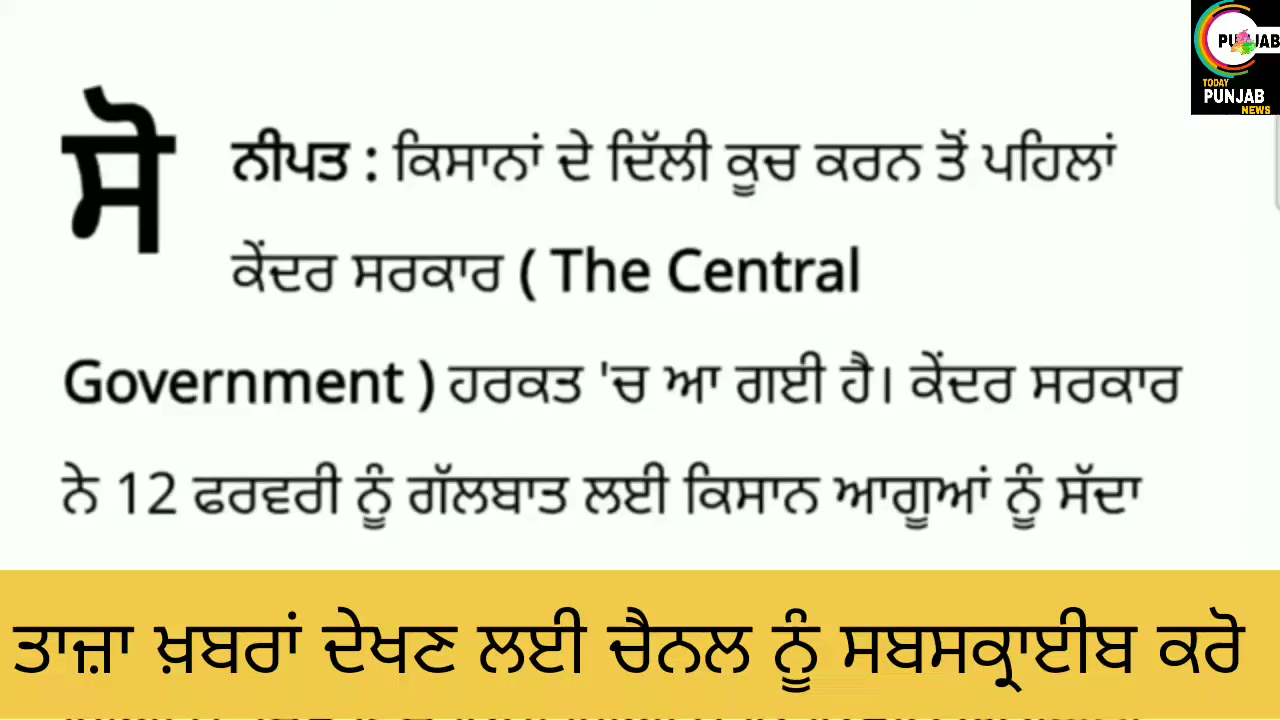 PUNJAB
TODAY
PUNJAB
NEWS
ਸੋ
ਨੀਪਤ : ਕਿਸਾਨਾਂ ਦੇ ਦਿੱਲੀ ਕੂਚ ਕਰਨ ਤੋਂ ਪਹਿਲਾਂ
ਕੇਂਦਰ ਸਰਕਾਰ ( The Central
Government ) ਹਰਕਤ 'ਚ ਆ ਗਈ ਹੈ। ਕੇਂਦਰ ਸਰਕਾਰ
ਨੇ 12 ਫਰਵਰੀ ਨੂੰ ਗੱਲਬਾਤ ਲਈ ਕਿਸਾਨ ਆਗੂਆਂ ਨੂੰ ਸੱਦਾ
ਤਾਜ਼ਾ ਖ਼ਬਰਾਂ ਦੇਖਣ ਲਈ ਚੈਨਲ ਨੂੰ ਸਬਸਕ੍ਰਾਈਬ ਕਰੋ